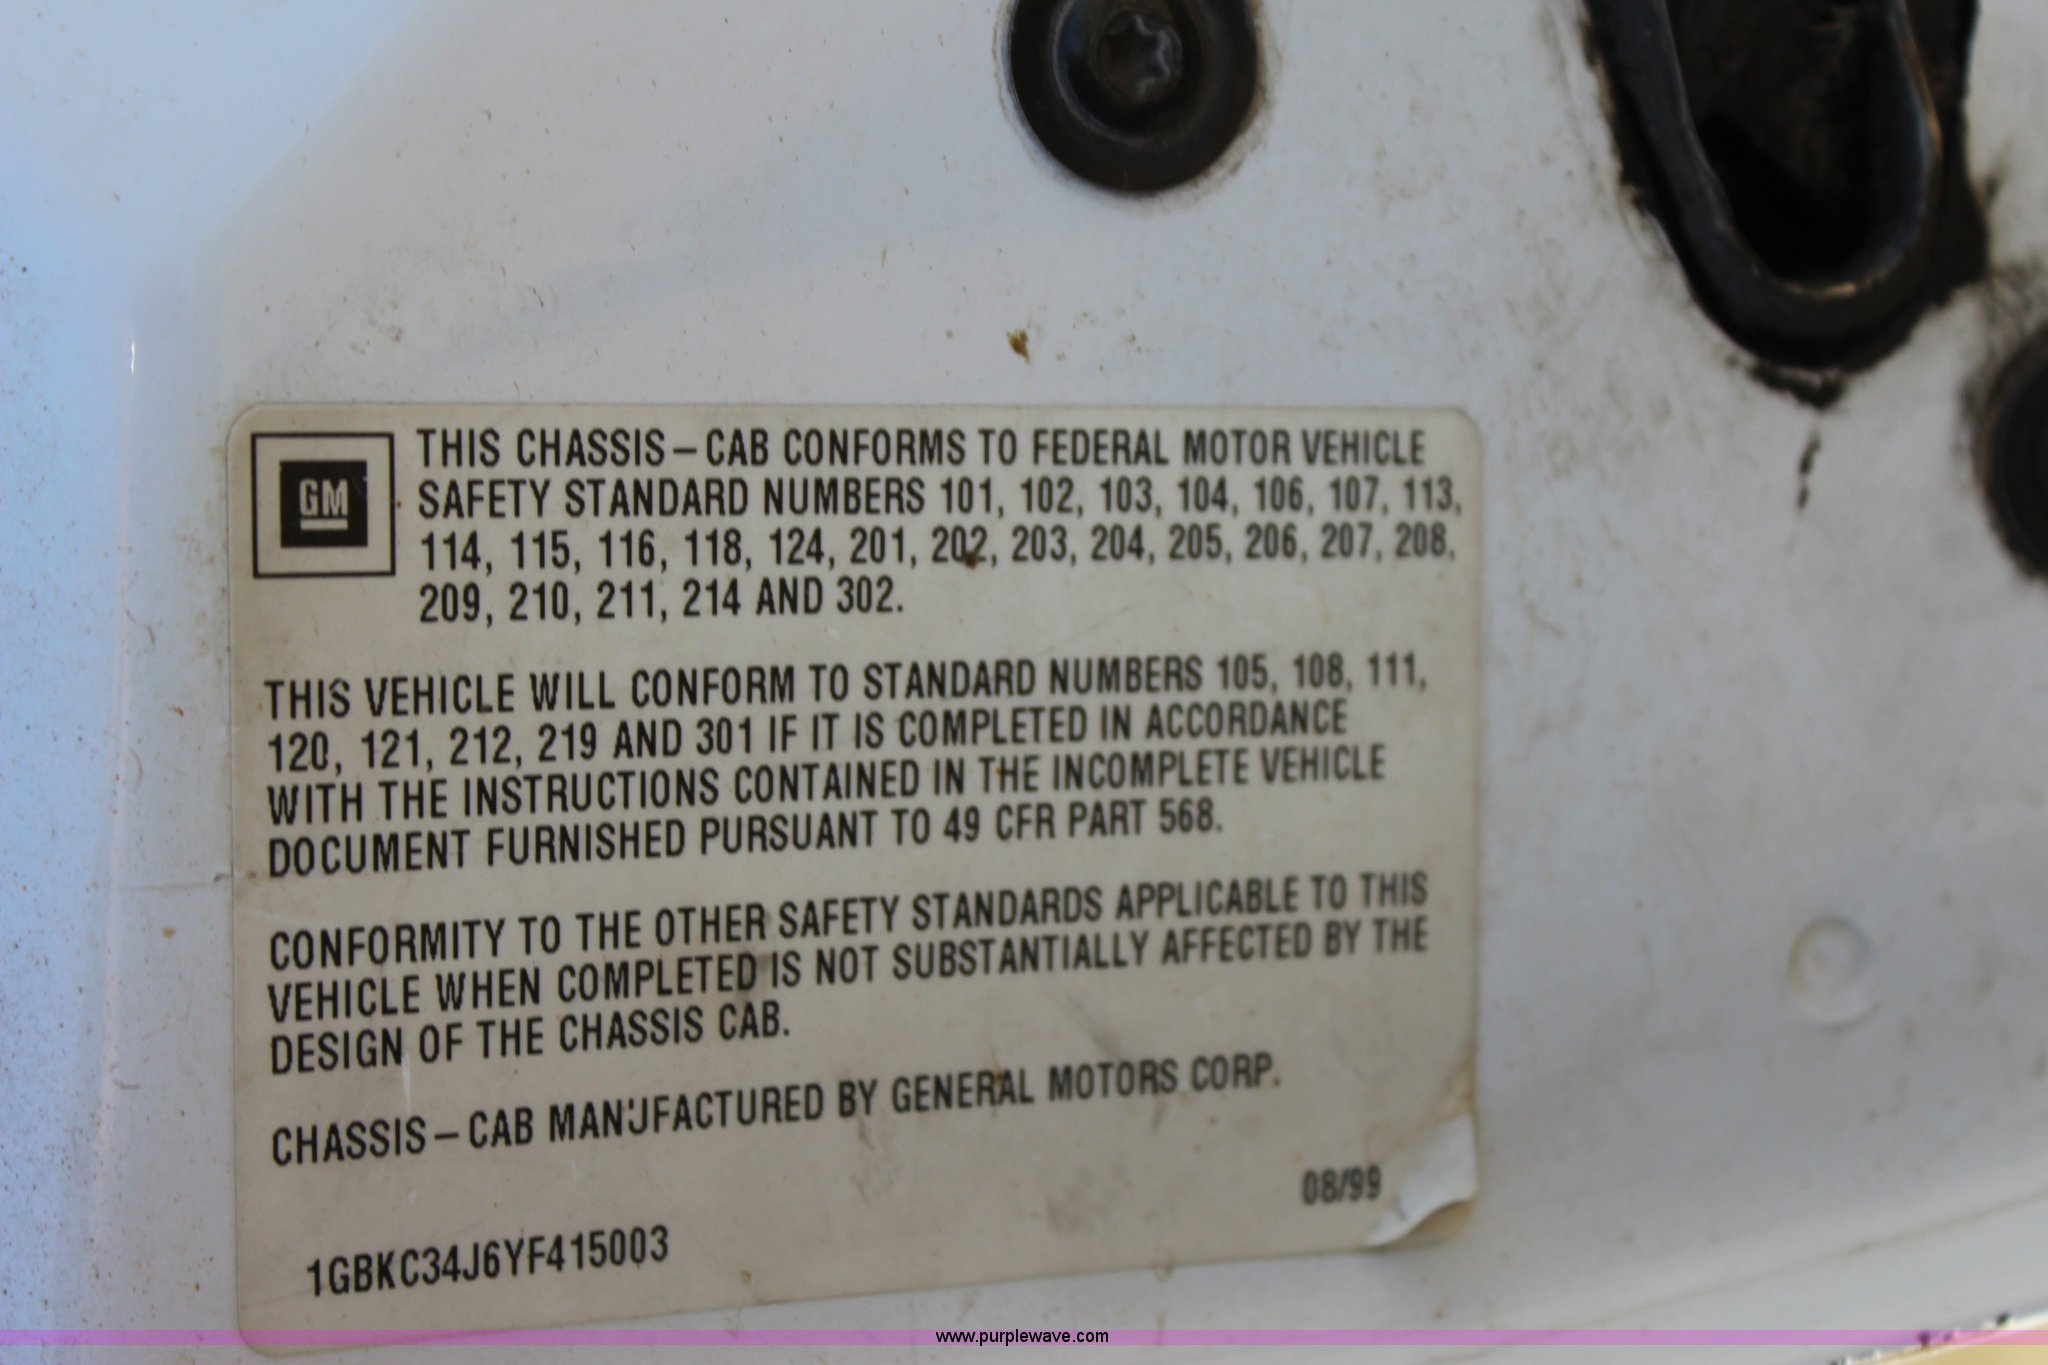 GM
THIS CHASSIS – CAB CONFORMS TO FEDERAL MOTOR VEHICLE
SAFETY STANDARD NUMBERS 101, 102, 103, 104, 106, 107, 113,
114, 115, 116, 118, 124, 201, 202, 203, 204, 205, 206, 207, 208,
209, 210, 211, 214 AND 302.
THIS VEHICLE WILL CONFORM TO STANDARD NUMBERS 105, 108, 111,
120, 121, 212, 219 AND 301 IF IT IS COMPLETED IN ACCORDANCE
WITH THE INSTRUCTIONS CONTAINED IN THE INCOMPLETE VEHICLE
DOCUMENT FURNISHED PURSUANT TO 49 CFR PART 568.
CONFORMITY TO THE OTHER SAFETY STANDARDS APPLICABLE TO THIS
VEHICLE WHEN COMPLETED IS NOT SUBSTANTIALLY AFFECTED BY THE
DESIGN OF THE CHASSIS CAB.
CHASSIS – CAB MANUFACTURED BY GENERAL MOTORS CORP.
08/99
1GBKC34J6YF415003
www.purplewave.com